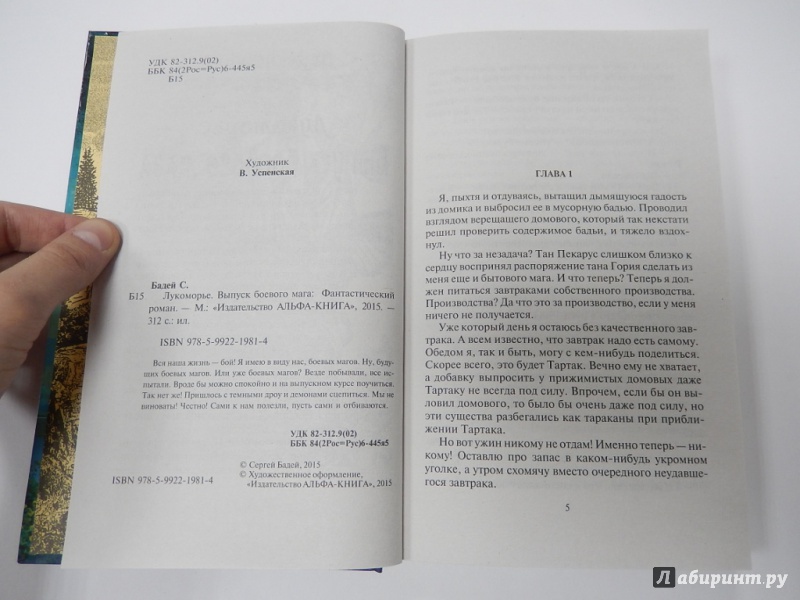 УДК 82-312.9(02)
ББК 84(2Рос=Рус)6-445я5
Б15
Художник
В. Успенская
Бадей С.
Б15 Лукоморье. Выпуск боевого мага: Фантастический
роман. — М.: «Издательство АЛЬФА-КНИГА», 2015. —
312 с.: ил.
ISBN 978-5-9922-1981-4
Вся наша жизнь — бой! Я имею в виду нас, боевых магов. Ну, буду-
щих боевых магов. Или уже боевых магов? Везде побывали, все ис-
пытали. Вроде бы можно спокойно и на выпускном курсе поучиться.
Так нет же! Пришлось с темными дроу и демонами сцепиться. Мы не
виноваты! Честно! Сами к нам полезли, пусть сами и отбиваются.
УДК 82-312.9(02)
ББК 84(2Рос=Рус)6-445я5
© Сергей Бадей, 2015
© Художественное оформление,
«Издательство АЛЬФА-КНИГА», 2015
ISBN 978-5-9922-1981-4
ГЛАВА 1
Я, пыхтя и отдуваясь, вытащил дымящуюся гадость
из домика и выбросил ее в мусорную бадью. Проводил
взглядом верещащего домового, который так некстати
решил проверить содержимое бадьи, и тяжело вздох-
нул.
Ну что за незадача? Тан Пекарус слишком близко к
сердцу воспринял распоряжение тана Гория сделать из
меня еще и бытового мага. И что теперь? Теперь я дол-
жен питаться завтраками собственного производства.
Производства? Да что это за производство, если у меня
ничего не получается.
Уже который день я остаюсь без качественного зав-
трака. А всем известно, что завтрак надо есть самому.
Обедом я, так и быть, могу с кем-нибудь поделиться.
Скорее всего, это будет Тартак. Вечно ему не хватает,
а добавку выпросить у прижимистых домовых даже
Тартаку не всегда под силу. Впрочем, если бы он вы-
ловил домового, то было бы очень даже под силу, но
эти существа разбегались как тараканы при прибли-
жении Тартака.
Но вот ужин никому не отдам! Именно теперь — ни-
кому! Оставлю про запас в каком-нибудь укромном
уголке, а утром схомячу вместо очередного неудавше-
гося завтрака.
5
Лабиринт.ру